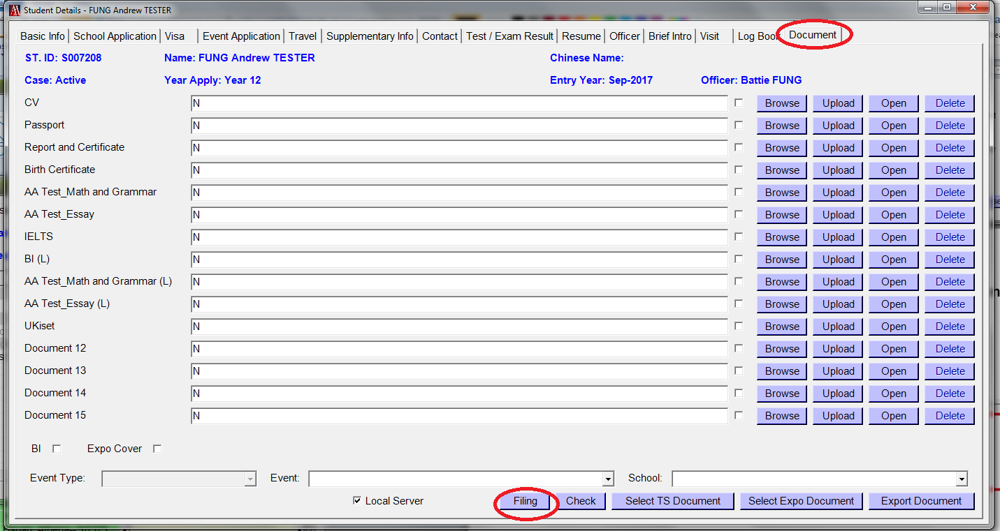 Student Details - FUNG Andrew TESTER
Basic Info School Application Visa Event Application Travel Supplementary Info Contact Test / Exam Result Resume Officer Brief Intro Visit Log Book Document
ST. ID: S007208 Name: FUNG Andrew TESTER Chinese Name:
Case: Active Year Apply: Year 12 Entry Year: Sep-2017 Officer: Battie FUNG
CV N Browse Upload Open Delete
Passport N Browse Upload Open Delete
Report and Certificate N Browse Upload Open Delete
Birth Certificate N Browse Upload Open Delete
AA Test_Math and Grammar N Browse Upload Open Delete
AA Test_Essay N Browse Upload Open Delete
IELTS N Browse Upload Open Delete
BI (L) N Browse Upload Open Delete
AA Test_Math and Grammar (L) N Browse Upload Open Delete
AA Test_Essay (L) N Browse Upload Open Delete
UKiset N Browse Upload Open Delete
Document 12 N Browse Upload Open Delete
Document 13 N Browse Upload Open Delete
Document 14 N Browse Upload Open Delete
Document 15 N Browse Upload Open Delete
BI Expo Cover
Event Type: Event: School:
Local Server Filing Check Select TS Document Select Expo Document Export Document